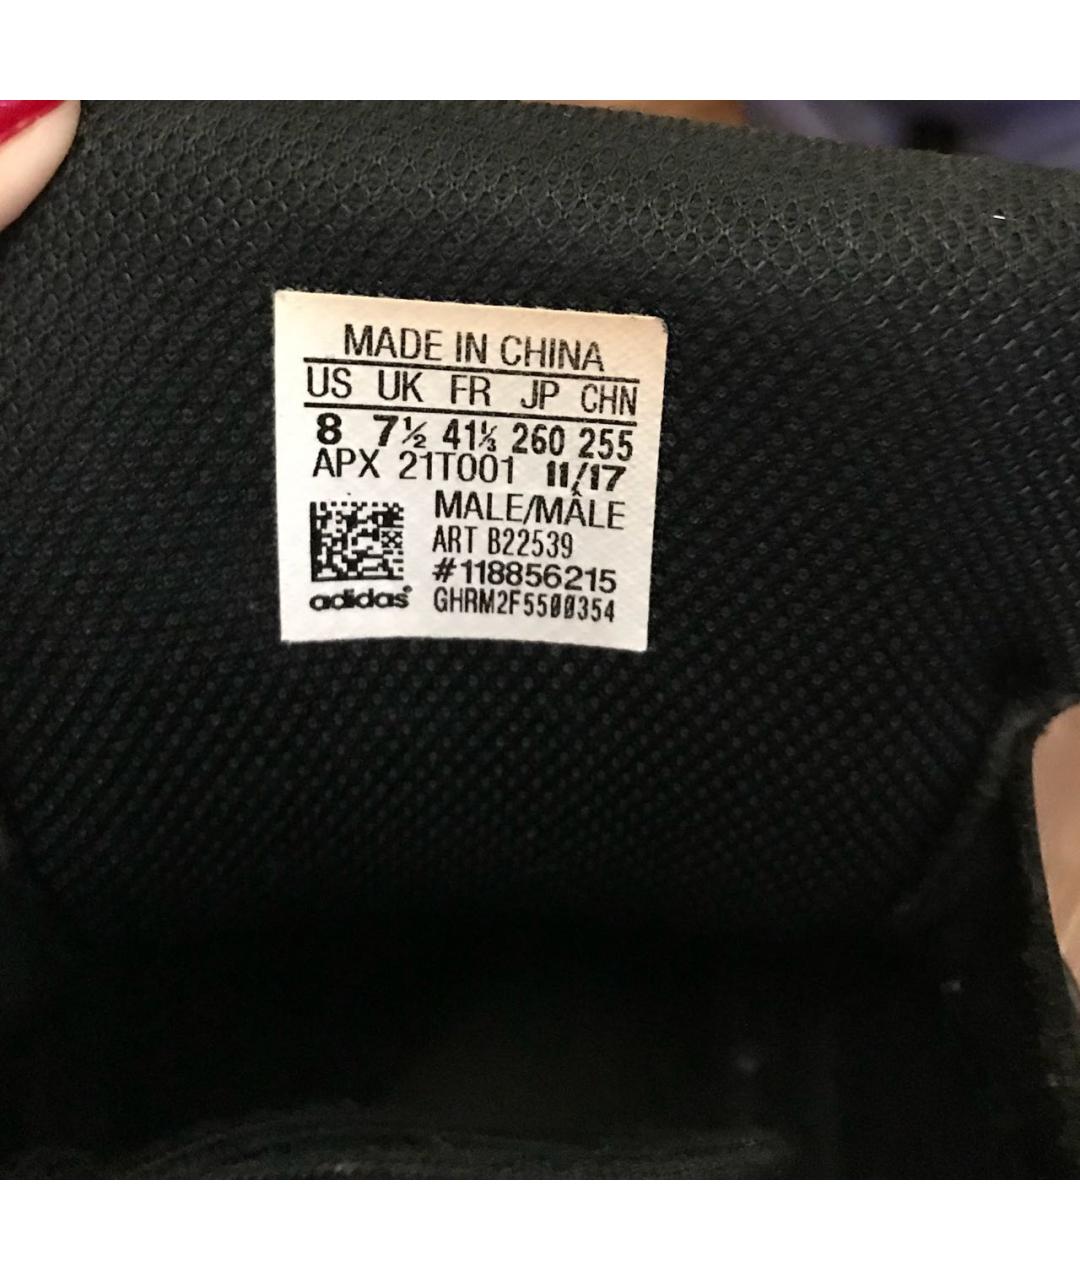 MADE IN CHINA
US UK FR JP CHN
8 7½ 41⅓ 260 255
APX 21T001 11/17
MALE/MÂLE
ART B22539
#118856215
adidas® GHRM2F5500354